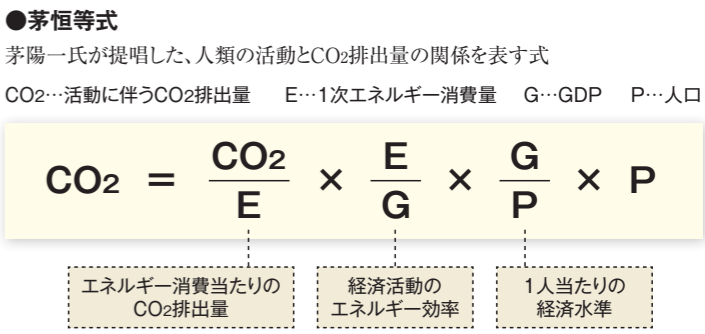 ●茅恒等式
茅陽一氏が提唱した、人類の活動とCO2排出量の関係を表す式
CO2…活動に伴うCO2排出量　E…1次エネルギー消費量　G…GDP　P…人口
CO2 = CO2/E × E/G × G/P × P
エネルギー消費当たりの
CO2排出量
経済活動の
エネルギー効率
1人当たりの
経済水準